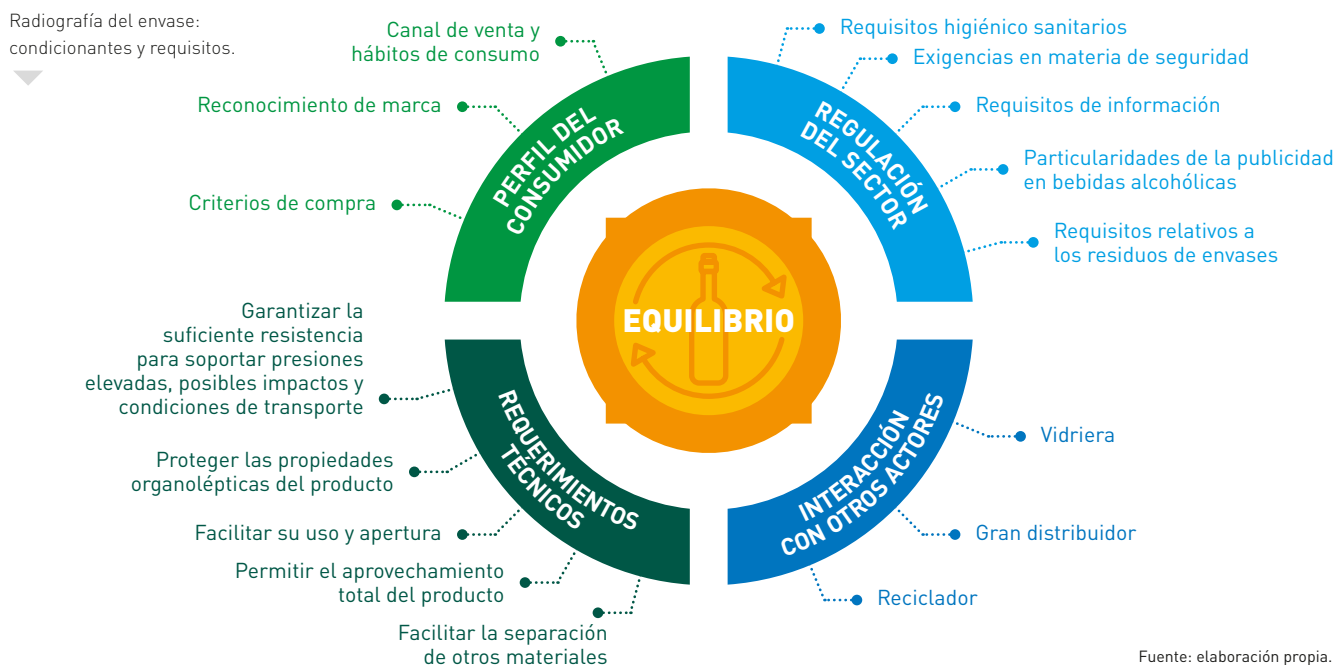 Radiografía del envase:
condicionantes y requisitos.
Canal de venta y
hábitos de consumo
Reconocimiento de marca
Criterios de compra
PERFIL DEL
CONSUMIDOR
Requisitos higiénico sanitarios
Exigencias en materia de seguridad
Requisitos de información
Particularidades de la publicidad
en bebidas alcohólicas
Requisitos relativos a
los residuos de envases
REGULACIÓN
DEL SECTOR
EQUILIBRIO
Garantizar la
suficiente resistencia
para soportar presiones
elevadas, posibles impactos y
condiciones de transporte
Proteger las propiedades
organolépticas del producto
Facilitar su uso y apertura
Permitir el aprovechamiento
total del producto
Facilitar la separación
de otros materiales
REQUERIMIENTOS
TÉCNICOS
INTERACCIÓN
CON OTROS ACTORES
Vidriera
Gran distribuidor
Reciclador
Fuente: elaboración propia.